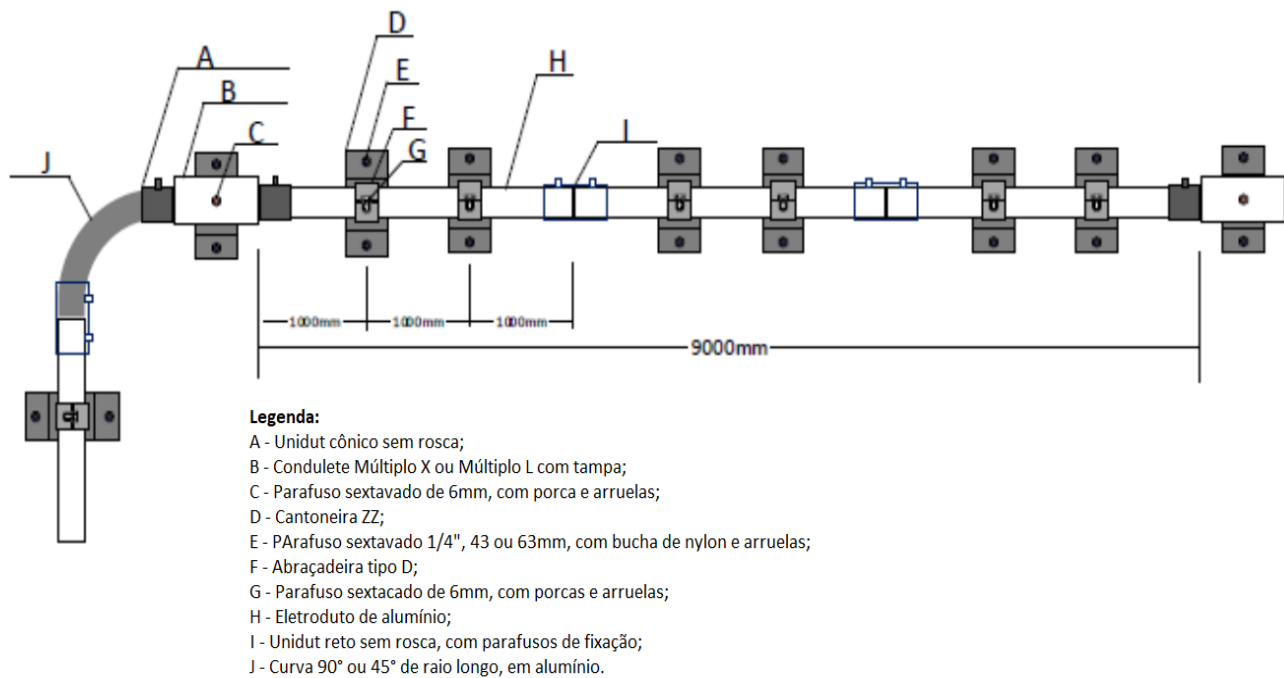 D
A
E
H
B
F
C
I
G
J
1000mm
1000mm
1000mm
9000mm
Legenda:
A - Unidut cônico sem rosca;
B - Condulete Múltiplo X ou Múltiplo L com tampa;
C - Parafuso sextavado de 6mm, com porca e arruelas;
D - Cantoneira ZZ;
E - PArafuso sextavado 1/4", 43 ou 63mm, com bucha de nylon e arruelas;
F - Abraçadeira tipo D;
G - Parafuso sextacado de 6mm, com porcas e arruelas;
H - Eletroduto de alumínio;
I - Unidut reto sem rosca, com parafusos de fixação;
J - Curva 90° ou 45° de raio longo, em alumínio.